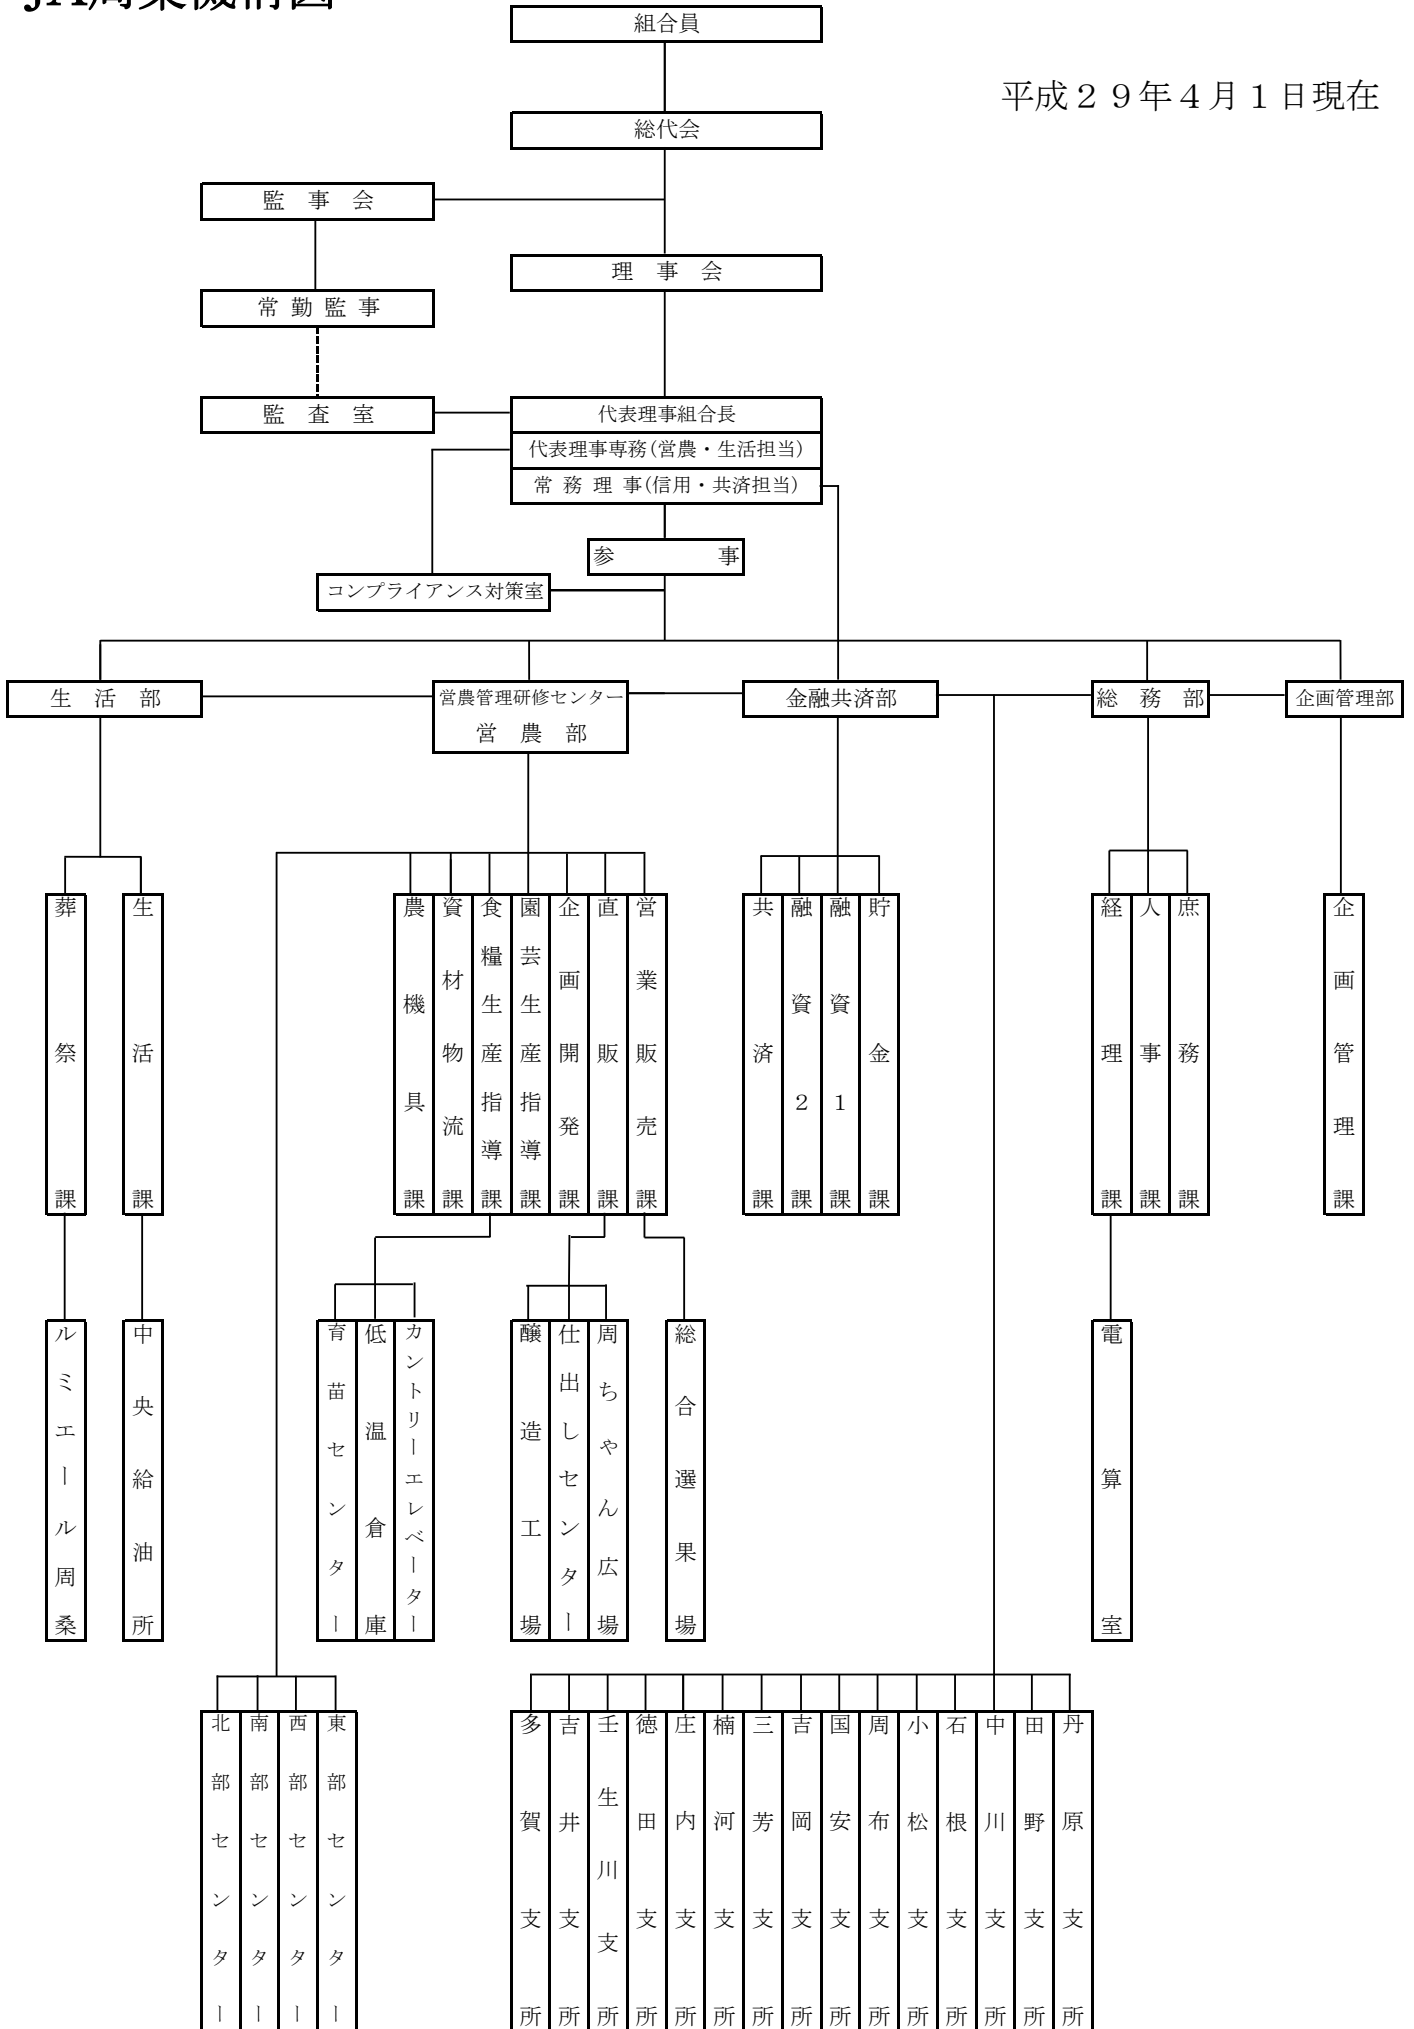 JA周桑機構図
組合員
平成２９年４月１日現在
総代会
監事会
理事会
常勤監事
監査室
代表理事組合長
代表理事専務(営農・生活担当)
常務理事(信用・共済担当)
参事
コンプライアンス対策室
生活部
営農管理研修センター
営農部
金融共済部
総務部
企画管理部
葬祭課
生活課
農機具課
資材物流課
食糧生産指導課
園芸生産指導課
企画開発課
直販課
営業販売課
共済課
融資２課
融資１課
貯金課
経理課
人事課
庶務課
企画管理課
ルミエール周桑
中央給油所
育苗センター
低温倉庫
カントリーエレベーター
醸造工場
仕出しセンター
周ちゃん広場
総合選果場
電算室
北部センター
南部センター
西部センター
東部センター
多賀支所
吉井支所
壬生川支所
徳田支所
庄内支所
楠河支所
三芳支所
吉岡支所
国安支所
周布支所
小松支所
石根支所
中川支所
田野支所
丹原支所